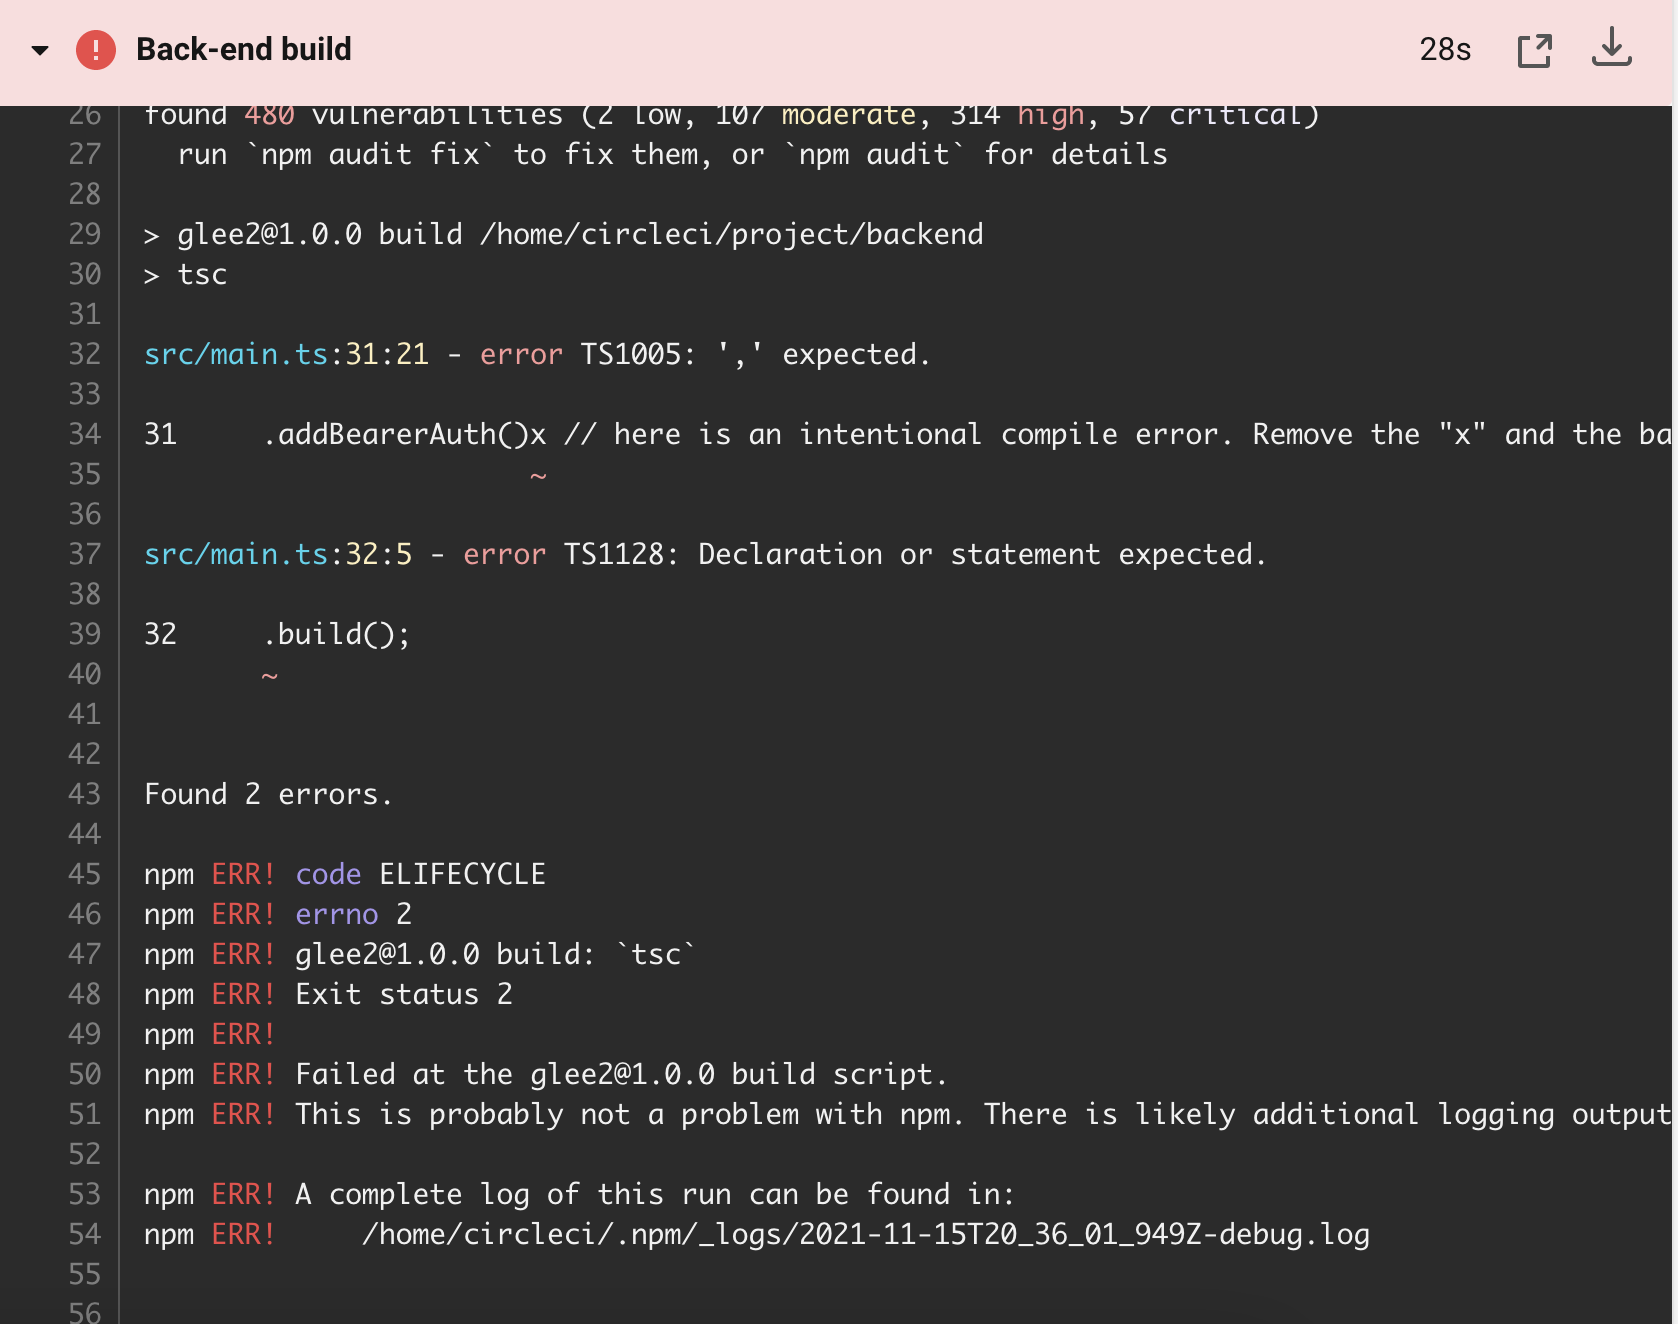 Back-end build 28s
26 found 480 vulnerabilities (2 low, 107 moderate, 314 high, 57 critical)
27   run `npm audit fix` to fix them, or `npm audit` for details
28
29 > glee2@1.0.0 build /home/circleci/project/backend
30 > tsc
31
32 src/main.ts:31:21 - error TS1005: ',' expected.
33
34 31     .addBearerAuth()x // here is an intentional compile error. Remove the "x" and the ba
35                        ~
36
37 src/main.ts:32:5 - error TS1128: Declaration or statement expected.
38
39 32     .build();
40        ~
41
42
43 Found 2 errors.
44
45 npm ERR! code ELIFECYCLE
46 npm ERR! errno 2
47 npm ERR! glee2@1.0.0 build: `tsc`
48 npm ERR! Exit status 2
49 npm ERR!
50 npm ERR! Failed at the glee2@1.0.0 build script.
51 npm ERR! This is probably not a problem with npm. There is likely additional logging output
52
53 npm ERR! A complete log of this run can be found in:
54 npm ERR!     /home/circleci/.npm/_logs/2021-11-15T20_36_01_949Z-debug.log
55
56